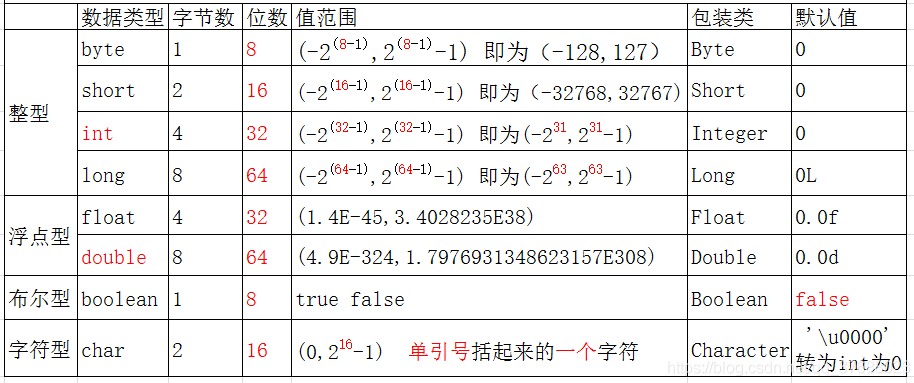 数据类型 字节数 位数 值范围 包装类 默认值
整型 byte 1 8 (-2^(8-1),2^(8-1)-1) 即为（-128,127） Byte 0
short 2 16 (-2^(16-1),2^(16-1)-1) 即为（-32768,32767) Short 0
int 4 32 (-2^(32-1),2^(32-1)-1) 即为(-2^31,2^31-1) Integer 0
long 8 64 (-2^(64-1),2^(64-1)-1) 即为(-2^63,2^63-1) Long 0L
浮点型 float 4 32 (1.4E-45,3.4028235E38) Float 0.0f
double 8 64 (4.9E-324,1.7976931348623157E308) Double 0.0d
布尔型 boolean 1 8 true false Boolean false
字符型 char 2 16 (0,2^16-1) 单引号括起来的一个字符 Character '\u0000'
转为int为0